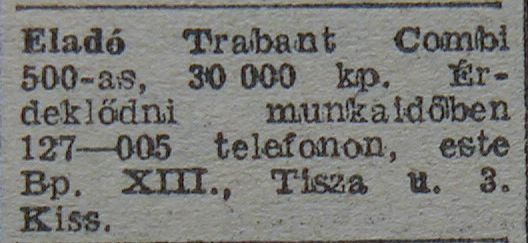 Eladó Trabant Combi
500-as, 30 000 kp. Ér-
deklődni munkaidőben
127—005 telefonon, este
Bp. XIII., Tisza u. 3.
Kiss.